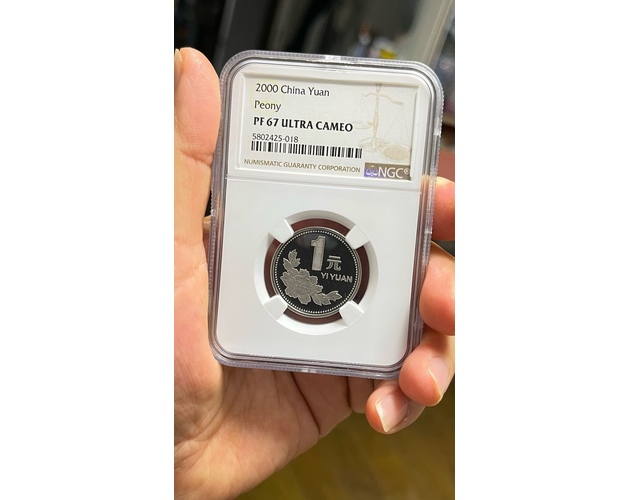 2000 China Yuan
Peony
PF 67 ULTRA CAMEO
5802425-018
NUMISMATIC GUARANTY CORPORATION NGC®
1元
YI YUAN